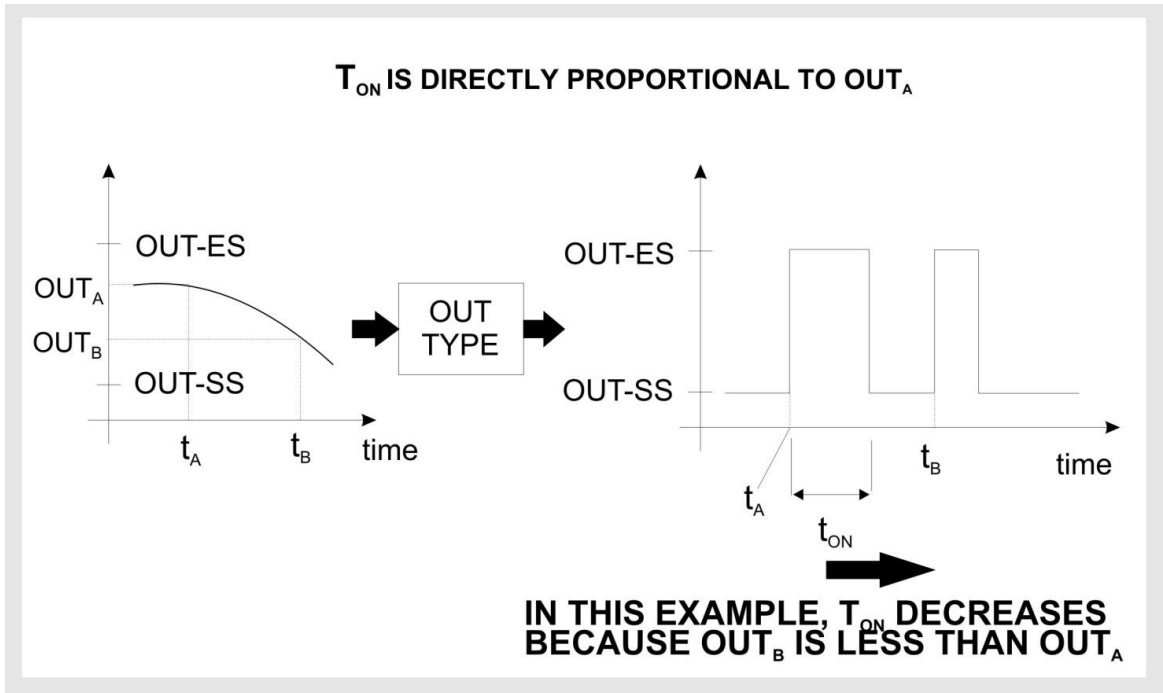 TON IS DIRECTLY PROPORTIONAL TO OUTA
OUT-ES
OUTA
OUTB
OUT-SS
tA
tB
time
OUT
TYPE
OUT-ES
OUT-SS
tB
time
tA
tON
IN THIS EXAMPLE, TON DECREASES
BECAUSE OUTB IS LESS THAN OUTA